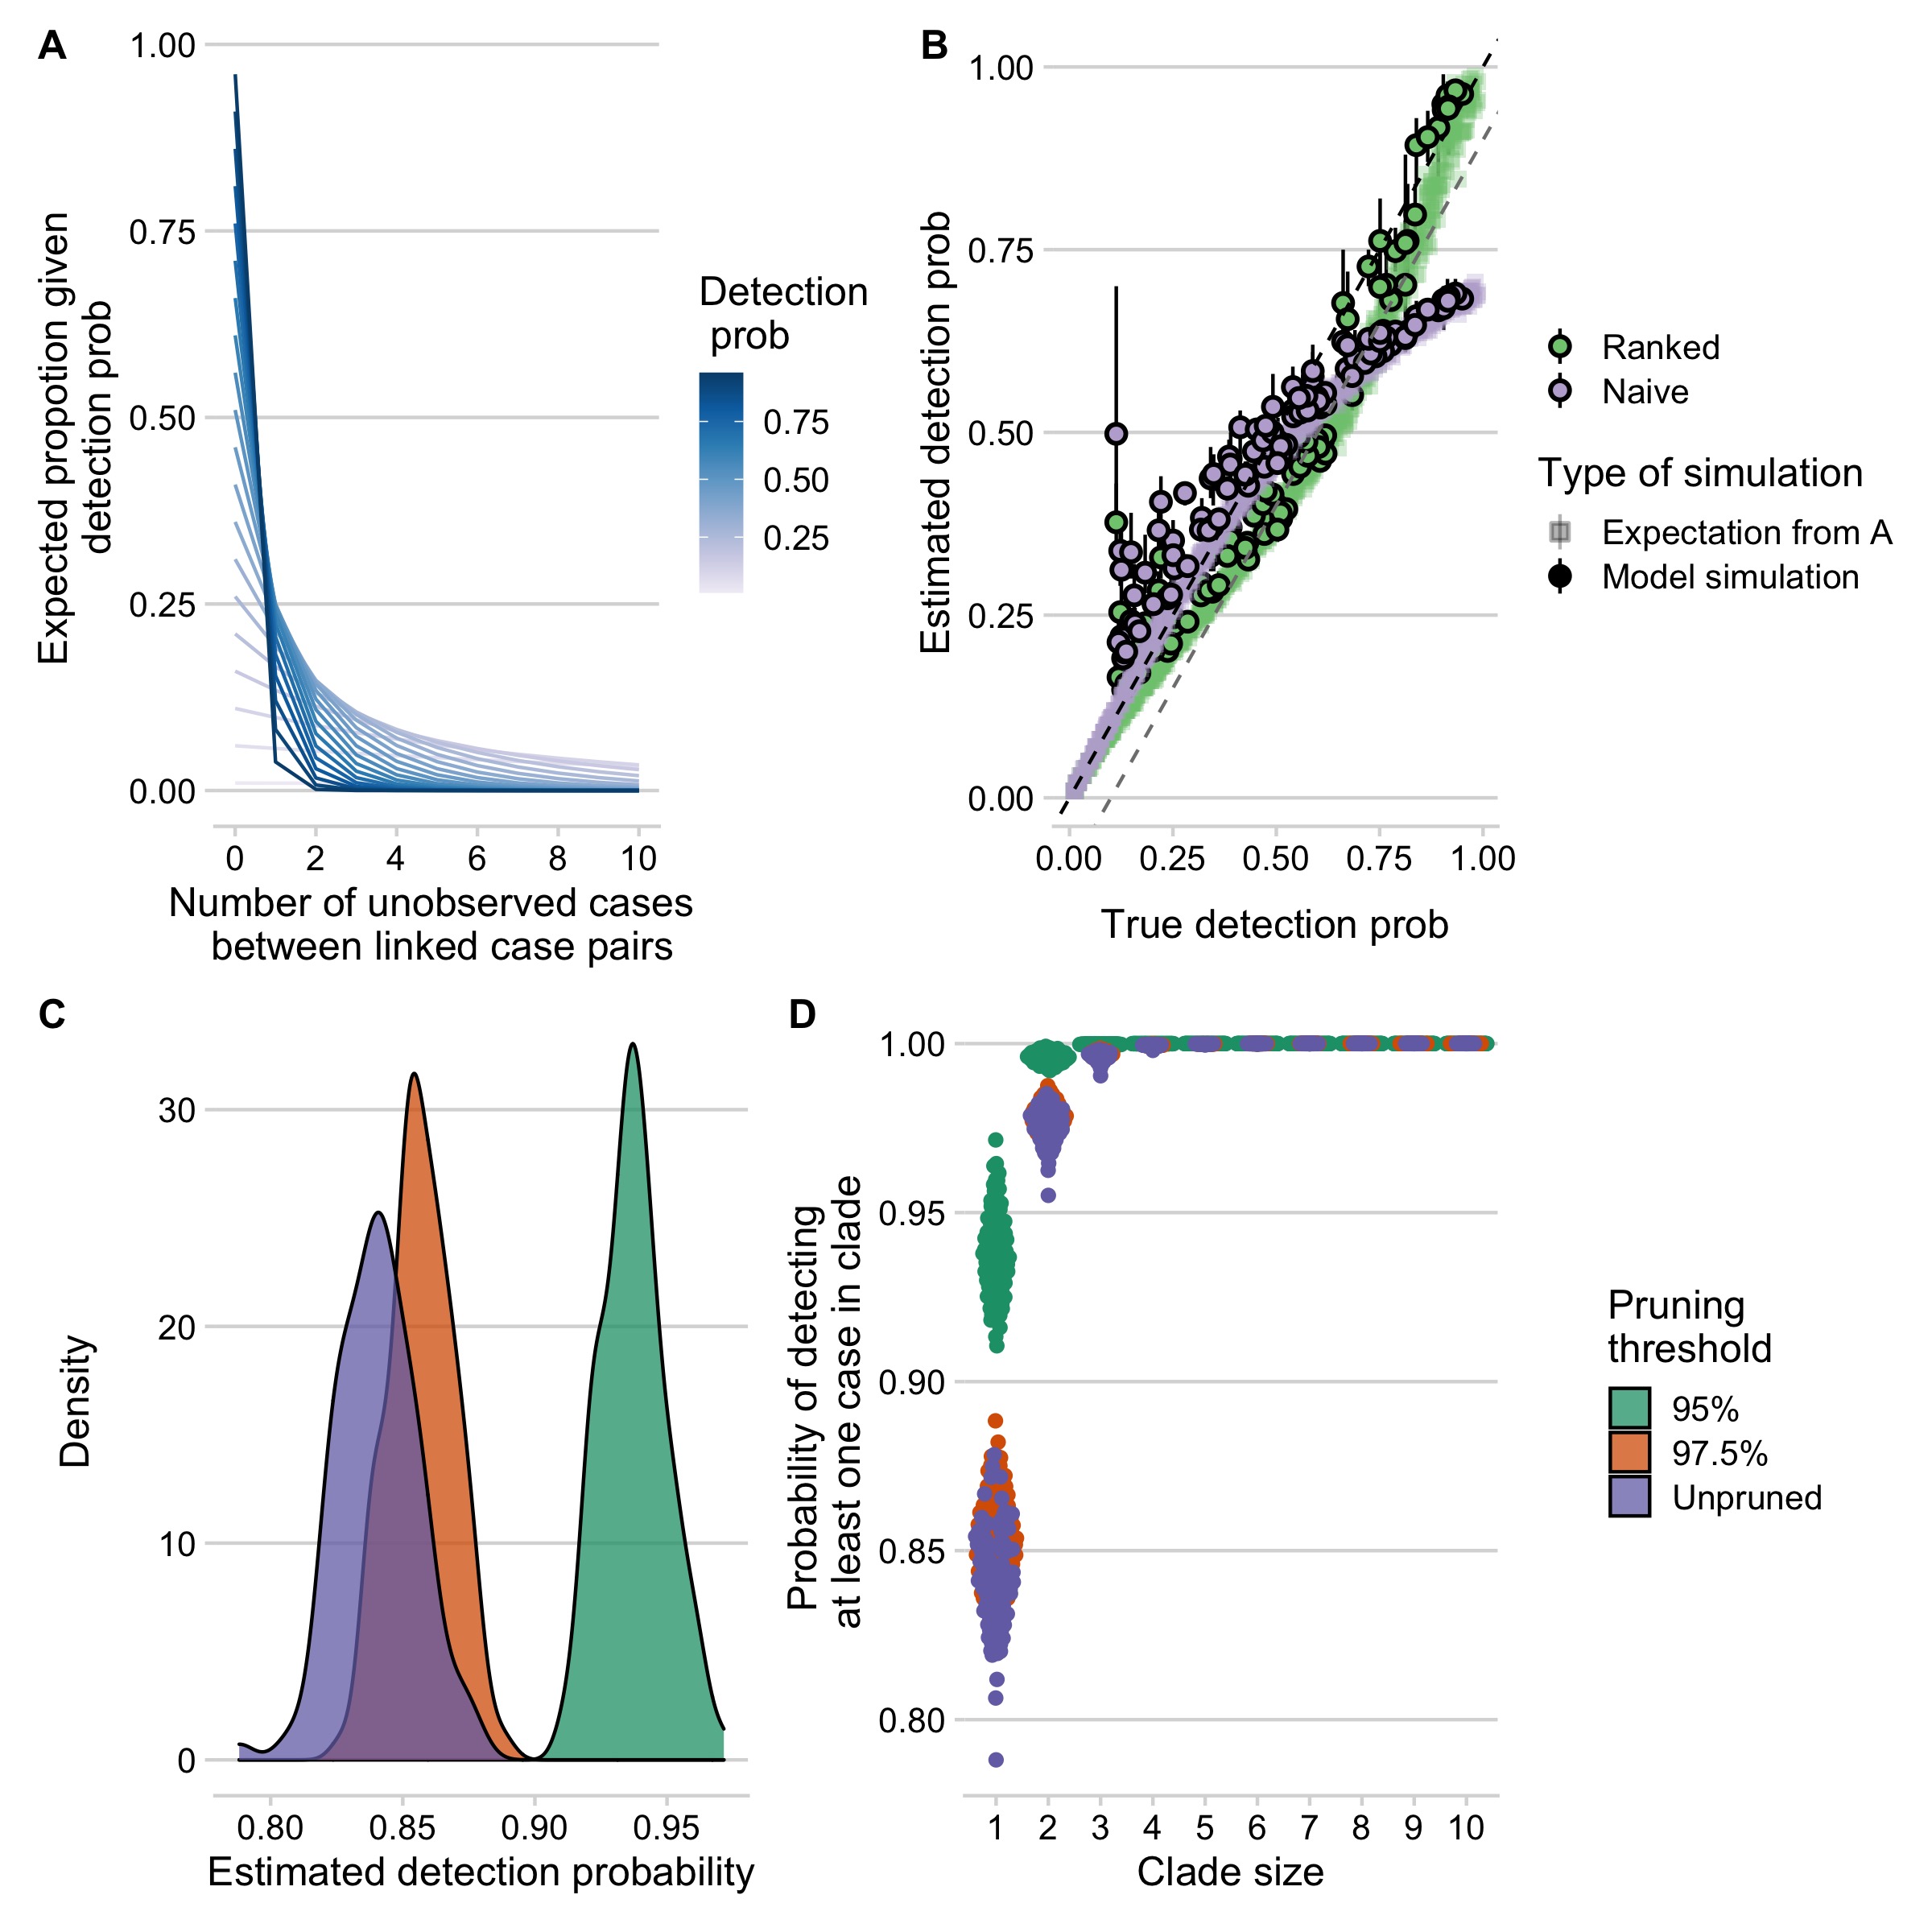 A
1.00
0.75
0.50
0.25
0.00
Expected propotion given
detection prob
0 2 4 6 8 10
Number of unobserved cases
between linked case pairs
Detection
prob
0.75
0.50
0.25
B
1.00
0.75
0.50
0.25
0.00
Estimated detection prob
0.00 0.25 0.50 0.75 1.00
True detection prob
Ranked
Naive
Type of simulation
Expectation from A
Model simulation
C
30
20
10
0
Density
0.80 0.85 0.90 0.95
Estimated detection probability
D
1.00
0.95
0.90
0.85
0.80
Probability of detecting
at least one case in clade
1 2 3 4 5 6 7 8 9 10
Clade size
Pruning
threshold
95%
97.5%
Unpruned